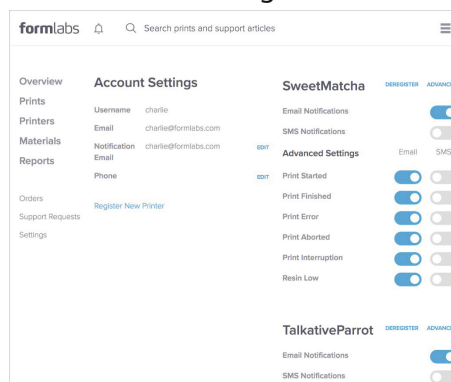 formlabs Search prints and support articles
Overview
Prints
Printers
Materials
Reports
Orders
Support Requests
Settings
Account Settings
Username charlie
Email charlie@formlabs.com
Notification Email charlie@formlabs.com EDIT
Phone EDIT
Register New Printer
SweetMatcha DEREGISTER ADVANCE
Email Notifications
SMS Notifications
Advanced Settings Email SMS
Print Started
Print Finished
Print Error
Print Aborted
Print Interruption
Resin Low
TalkativeParrot DEREGISTER ADVANCE
Email Notifications
SMS Notifications